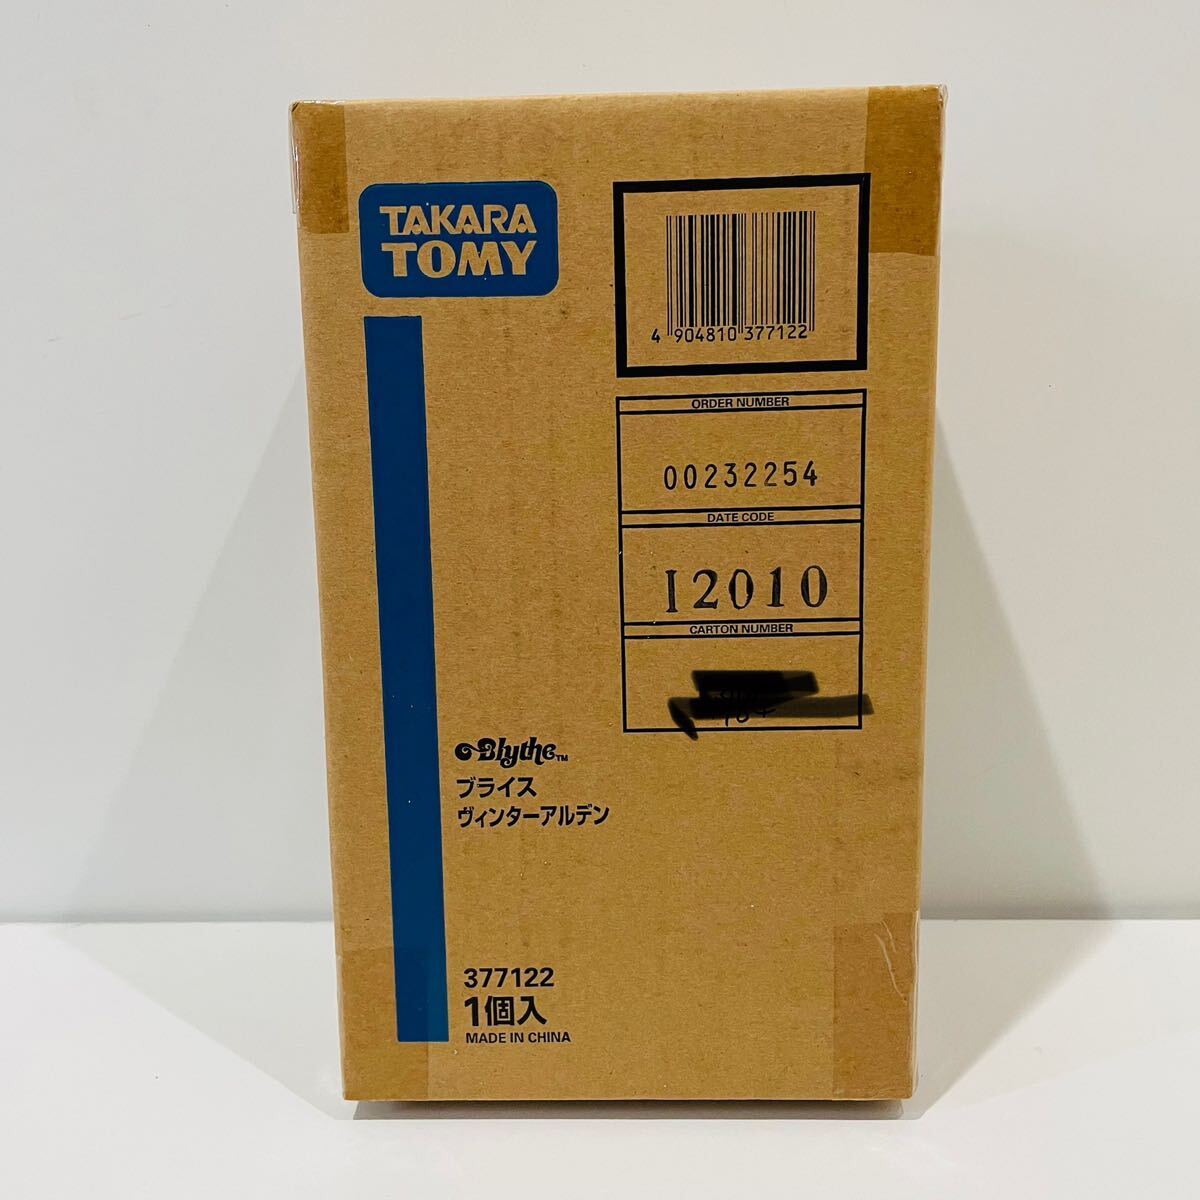 TAKARA
TOMY
4 904810 377122
ORDER NUMBER
00232254
DATE CODE
I2010
CARTON NUMBER
Blythe™
ブライス
ヴィンターアルデン
377122
1個入
MADE IN CHINA